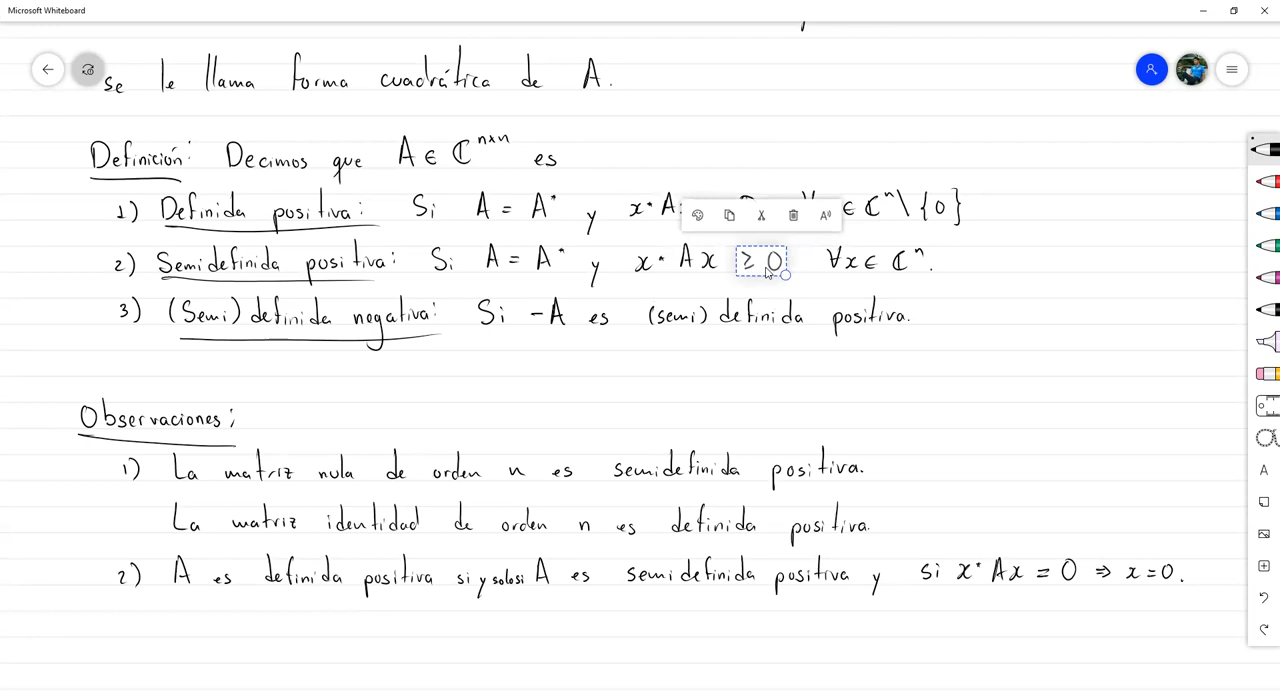 Microsoft Whiteboard
se le llama forma cuadrática de A.
Definición: Decimos que A ∈ ℂⁿˣⁿ es
1) Definida positiva: Si A = A* y x*A ∈ ℂⁿ \ {0}
2) Semidefinida positiva: Si A = A* y x*Ax ≥ 0 ∀x ∈ ℂⁿ.
3) (Semi) definida negativa: Si -A es (semi) definida positiva.
Observaciones:
1) La matriz nula de orden n es semidefinida positiva.
La matriz identidad de orden n es definida positiva.
2) A es definida positiva si y solo si A es semidefinida positiva y si x*Ax = 0 ⇒ x=0.